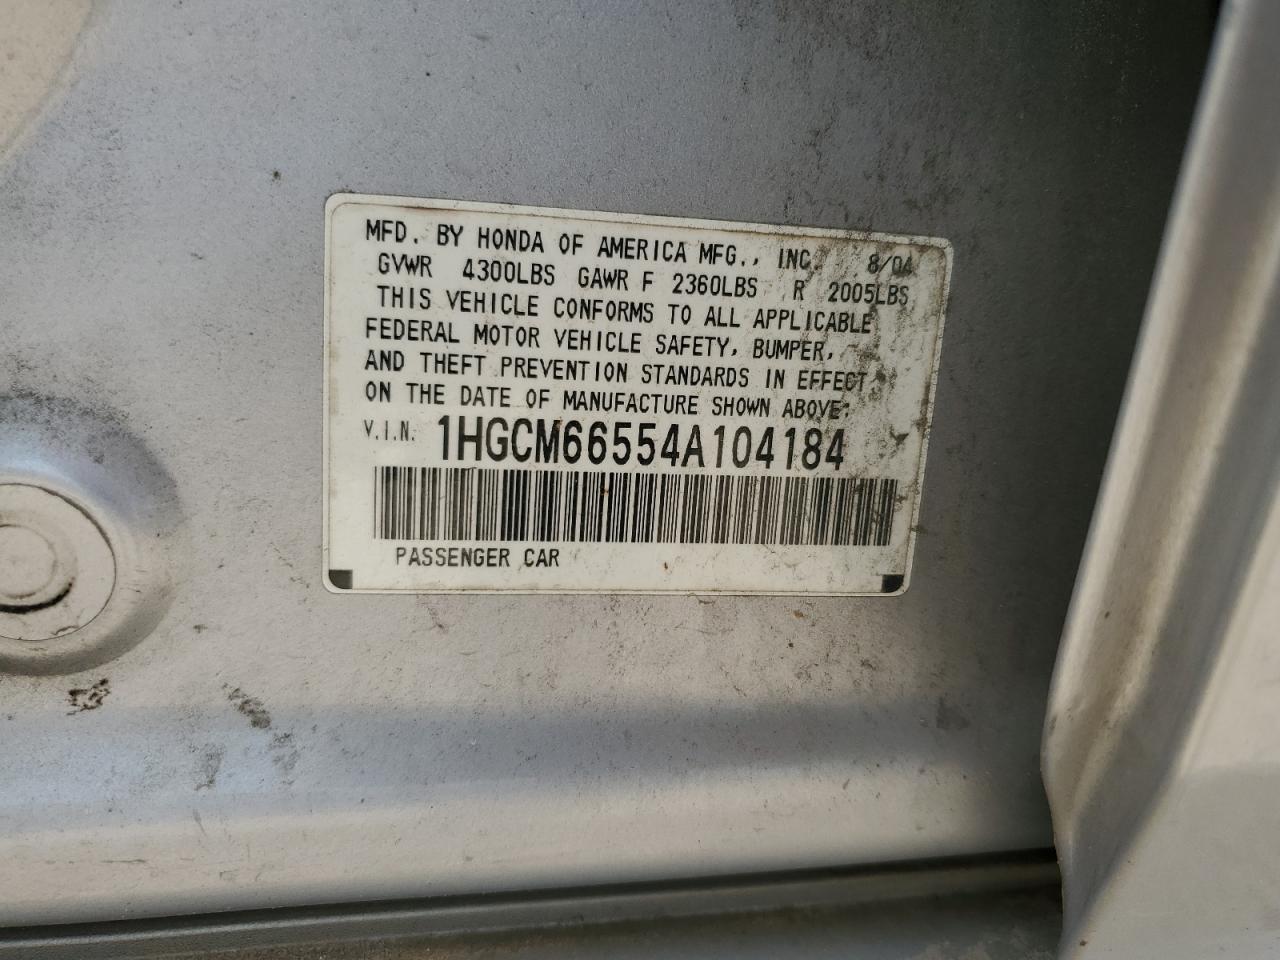 MFD. BY HONDA OF AMERICA MFG., INC. 8/04
GVWR 4300LBS GAWR F 2360LBS R 2005LBS
THIS VEHICLE CONFORMS TO ALL APPLICABLE
FEDERAL MOTOR VEHICLE SAFETY, BUMPER,
AND THEFT PREVENTION STANDARDS IN EFFECT
ON THE DATE OF MANUFACTURE SHOWN ABOVE:
V.I.N: 1HGCM66554A104184
PASSENGER CAR